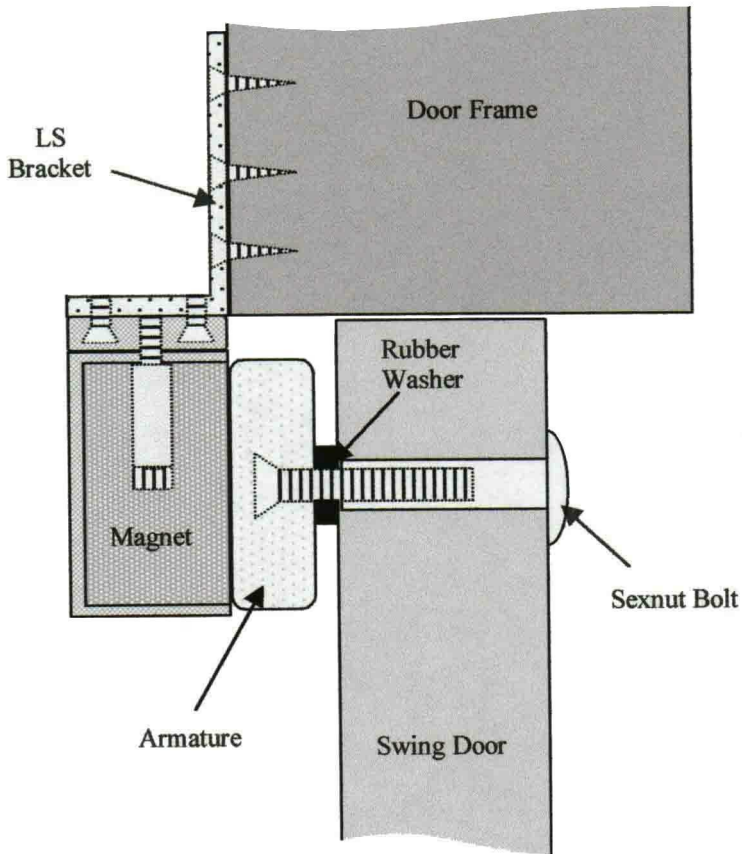 Door Frame
LS
Bracket
Rubber
Washer
Magnet
Sexnut Bolt
Armature
Swing Door